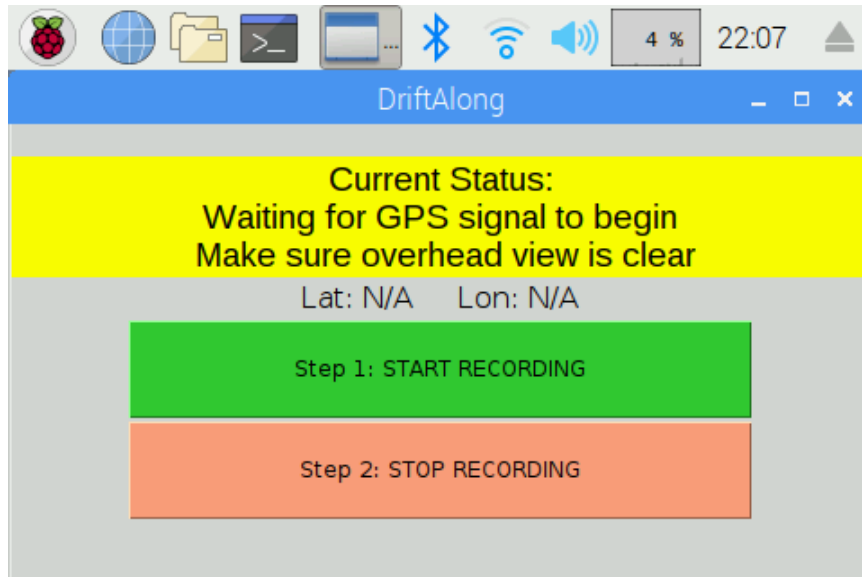 >_
...
4 %
22:07
DriftAlong
Current Status:
Waiting for GPS signal to begin
Make sure overhead view is clear
Lat: N/A Lon: N/A
Step 1: START RECORDING
Step 2: STOP RECORDING